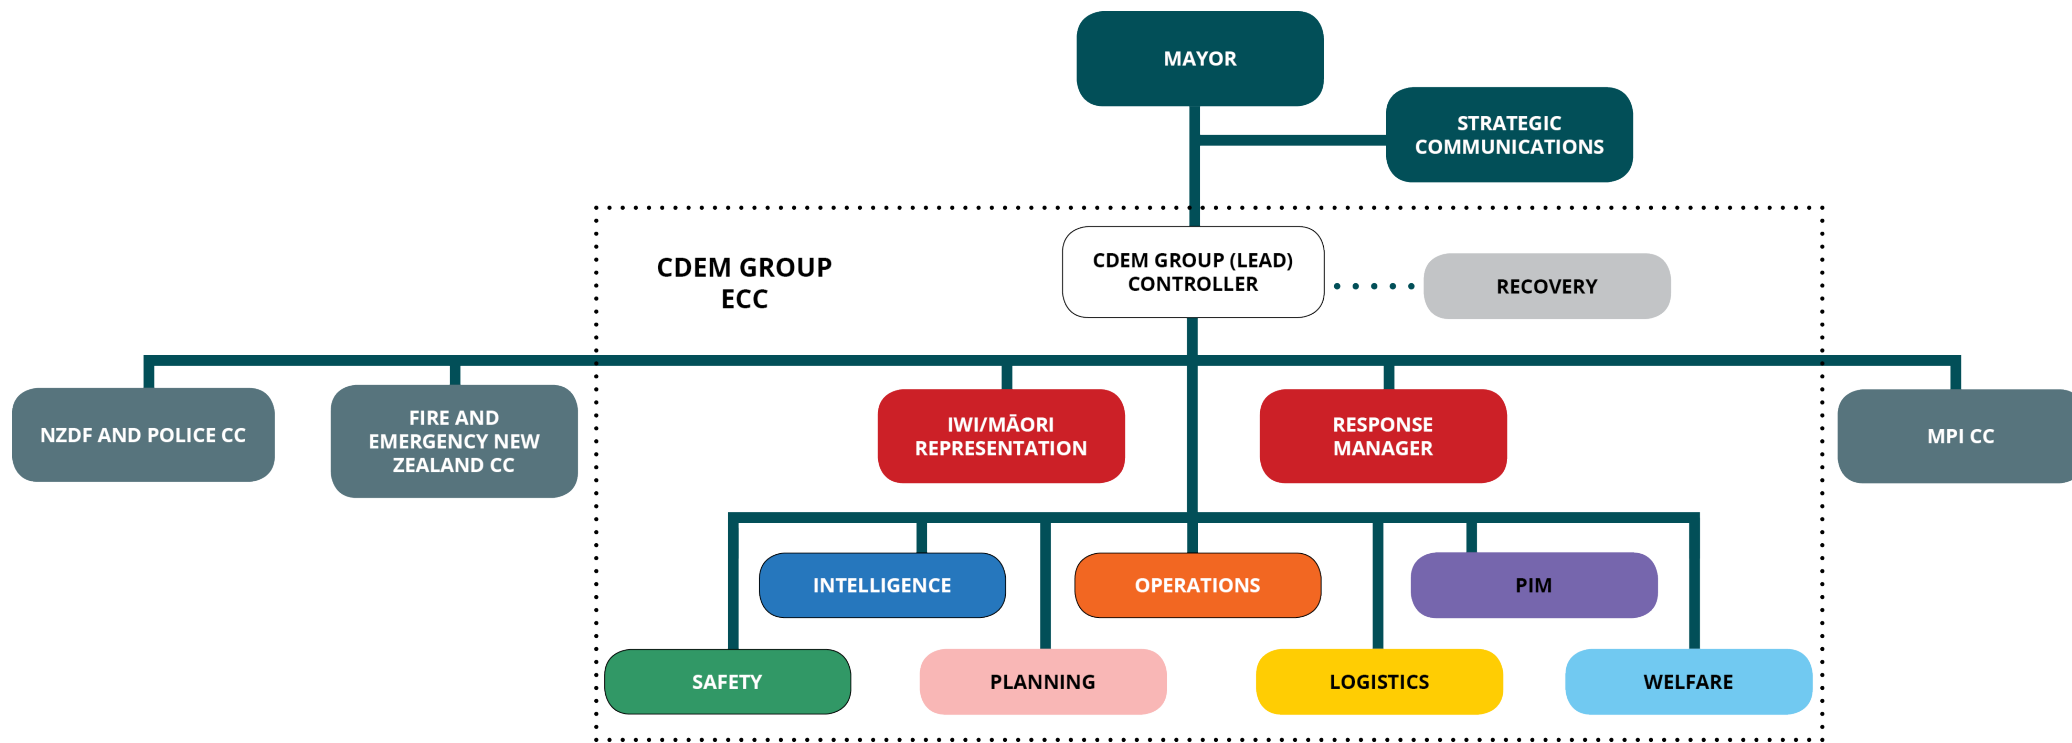 MAYOR
STRATEGIC
COMMUNICATIONS
CDEM GROUP
ECC
CDEM GROUP (LEAD)
CONTROLLER
RECOVERY
NZDF AND POLICE CC
FIRE AND
EMERGENCY NEW
ZEALAND CC
IWI/MĀORI
REPRESENTATION
RESPONSE
MANAGER
MPI CC
INTELLIGENCE
OPERATIONS
PIM
SAFETY
PLANNING
LOGISTICS
WELFARE